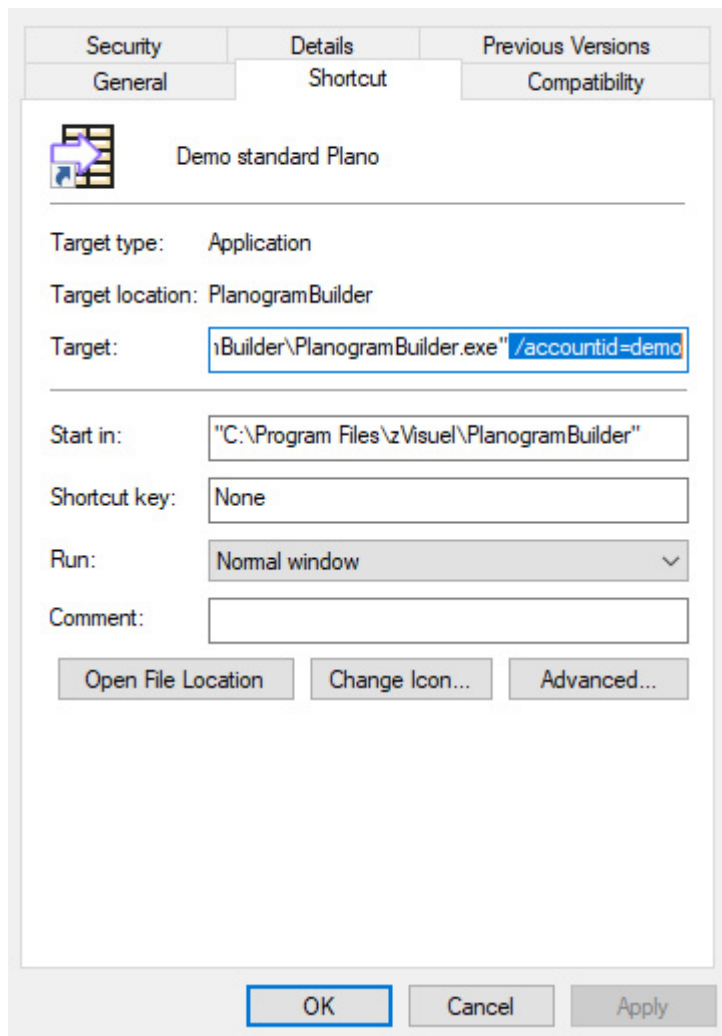 Security Details Previous Versions
General Shortcut Compatibility
Demo standard Plano
Target type: Application
Target location: PlanogramBuilder
Target: ıBuilder\PlanogramBuilder.exe" /accountid=demo
Start in: "C:\Program Files\zVisuel\PlanogramBuilder"
Shortcut key: None
Run: Normal window
Comment:
Open File Location Change Icon... Advanced...
OK Cancel Apply